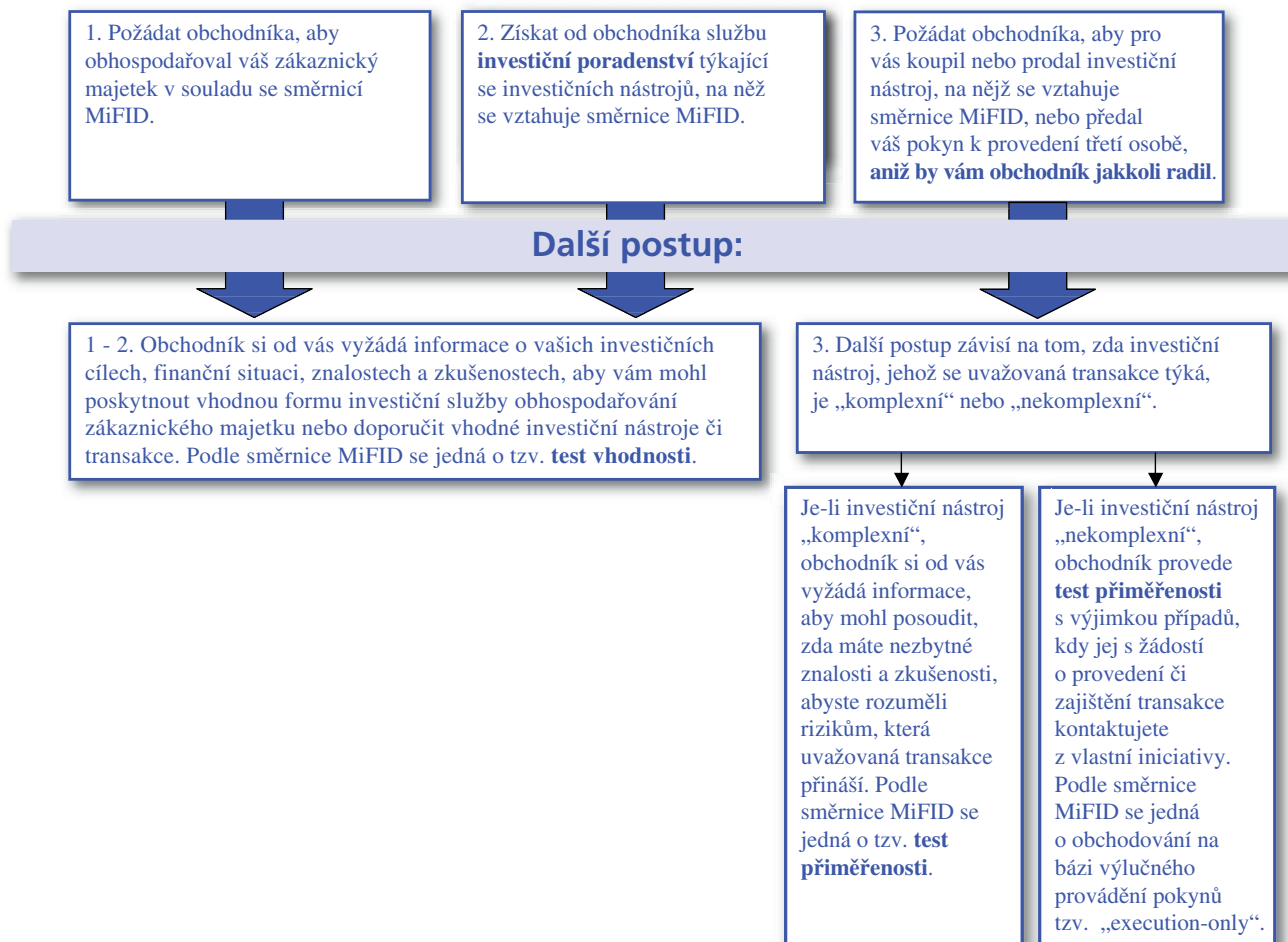 1. Požádat obchodníka, aby
obhospodařoval váš zákaznický
majetek v souladu se směrnicí
MiFID.
2. Získat od obchodníka službu
investiční poradenství týkající
se investičních nástrojů, na něž
se vztahuje směrnice MiFID.
3. Požádat obchodníka, aby pro
vás koupil nebo prodal investiční
nástroj, na nějž se vztahuje
směrnice MiFID, nebo předal
váš pokyn k provedení třetí osobě,
aniž by vám obchodník jakkoli radil.
Další postup:
1 - 2. Obchodník si od vás vyžádá informace o vašich investičních
cílech, finanční situaci, znalostech a zkušenostech, aby vám mohl
poskytnout vhodnou formu investiční služby obhospodařování
zákaznického majetku nebo doporučit vhodné investiční nástroje či
transakce. Podle směrnice MiFID se jedná o tzv. test vhodnosti.
3. Další postup závisí na tom, zda investiční
nástroj, jehož se uvažovaná transakce týká,
je „komplexní“ nebo „nekomplexní“.
Je-li investiční nástroj
„komplexní“,
obchodník si od vás
vyžádá informace,
aby mohl posoudit,
zda máte nezbytné
znalosti a zkušenosti,
abyste rozuměli
rizikům, která
uvažovaná transakce
přináší. Podle
směrnice MiFID se
jedná o tzv. test
přiměřenosti.
Je-li investiční nástroj
„nekomplexní“,
obchodník provede
test přiměřenosti
s výjimkou případů,
kdy jej s žádostí
o provedení či
zajištění transakce
kontaktujete
z vlastní iniciativy.
Podle směrnice
MiFID se jedná
o obchodování na
bázi výlučného
provádění pokynů
tzv. „execution-only“.